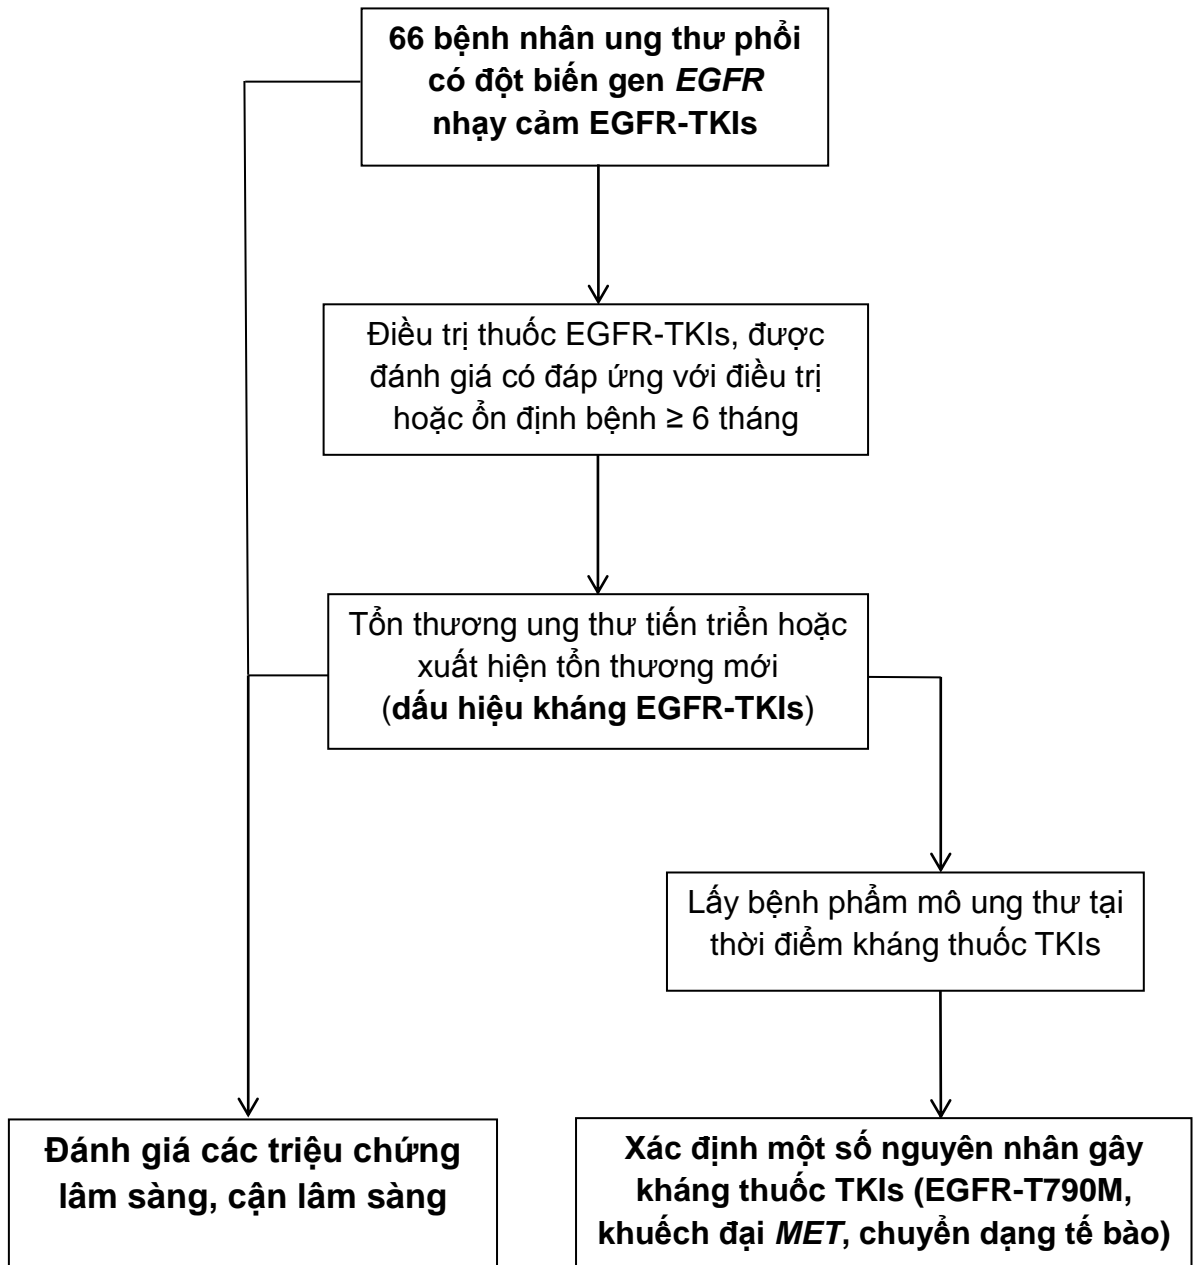 66 bệnh nhân ung thư phổi
có đột biến gen EGFR
nhạy cảm EGFR-TKIs
Điều trị thuốc EGFR-TKIs, được
đánh giá có đáp ứng với điều trị
hoặc ổn định bệnh ≥ 6 tháng
Tổn thương ung thư tiến triển hoặc
xuất hiện tổn thương mới
(dấu hiệu kháng EGFR-TKIs)
Lấy bệnh phẩm mô ung thư tại
thời điểm kháng thuốc TKIs
Đánh giá các triệu chứng
lâm sàng, cận lâm sàng
Xác định một số nguyên nhân gây
kháng thuốc TKIs (EGFR-T790M,
khuếch đại MET, chuyển dạng tế bào)